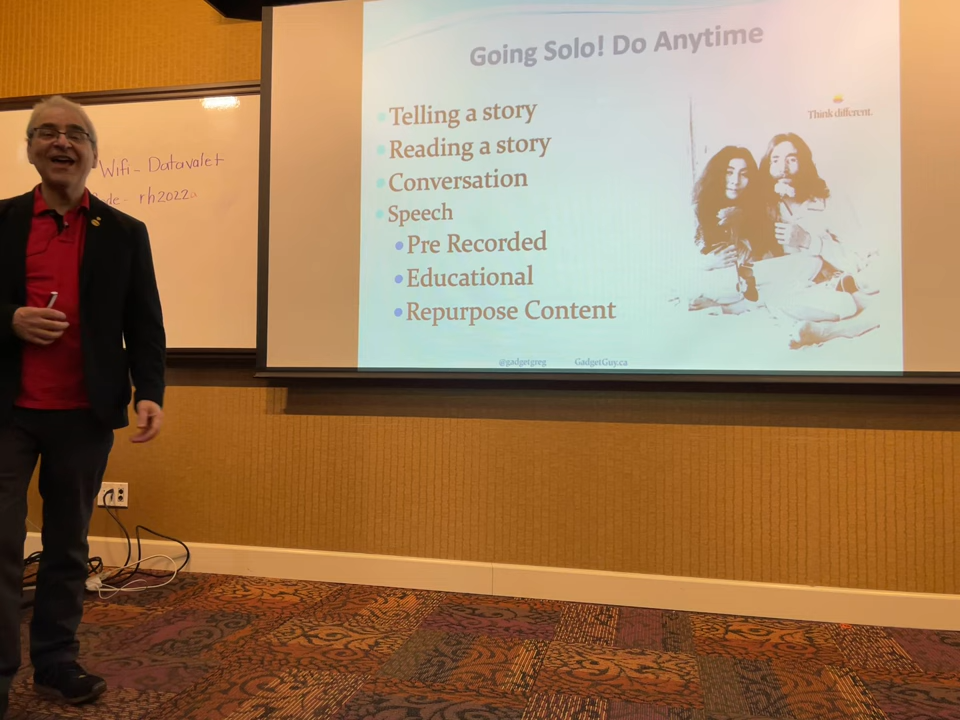 Going Solo! Do Anytime
Think different.
Telling a story
Reading a story
Conversation
Speech
Pre Recorded
Educational
Repurpose Content
@gadgetgreg GadgetGuy.ca
Wifi - Datavalet
de - rh2022